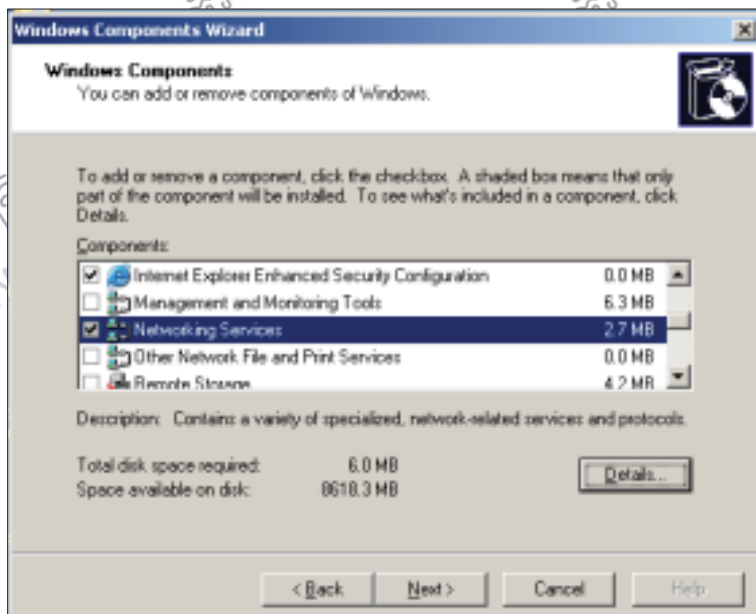 Windows Components Wizard
Windows Components
You can add or remove components of Windows.
To add or remove a component, click the checkbox. A shaded box means that only
part of the component will be installed. To see what's included in a component, click
Details.
Components:
Internet Explorer Enhanced Security Configuration 0.0 MB
Management and Monitoring Tools 6.3 MB
Networking Services 2.7 MB
Other Network File and Print Services 0.0 MB
Remote Storage 4.2 MB
Description: Contains a variety of specialized, network-related services and protocols.
Total disk space required: 6.0 MB
Space available on disk: 8618.3 MB
Details...
< Back Next > Cancel Help